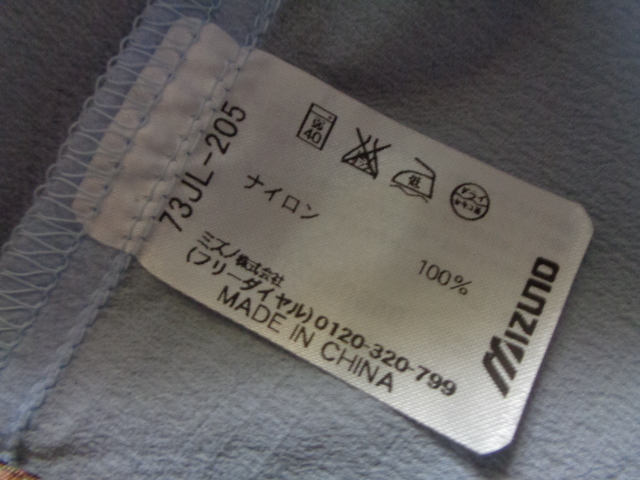 73JL-205
40
ナイロン
100%
ミズノ株式会社
(フリーダイヤル)0120-320-799
MADE IN CHINA
MIZUNO